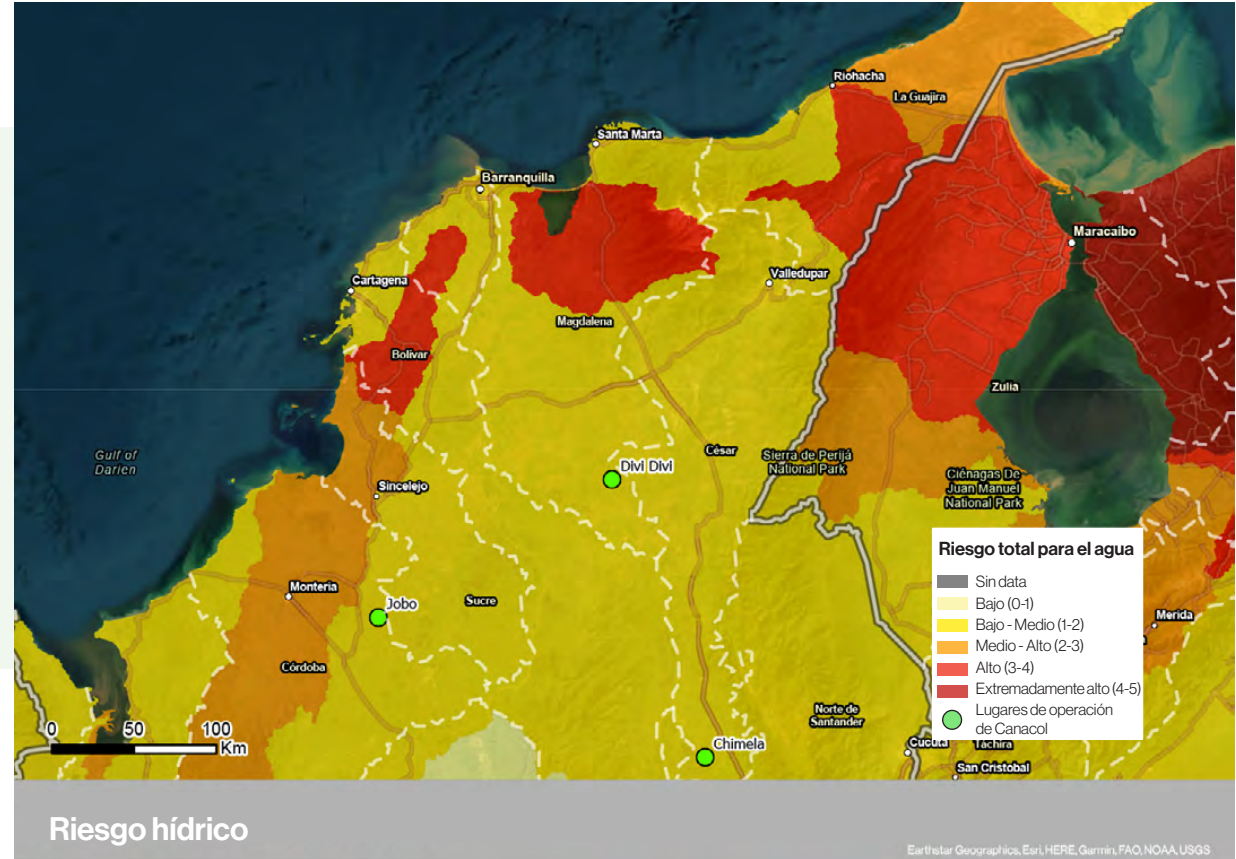 Riohacha
La Guajira
Santa Marta
Barranquilla
Maracaibo
Cartagena
Valledupar
Magdalena
Bolívar
Zulia
Gulf of
Darien
César
Sierra de Perijá
National Park
Divi Divi
Ciénagas De
Juan Manuel
National Park
Sincelejo
Montería
Jobo
Sucre
Córdoba
Merida
Norte de
Santander
Chimela
Cucuta
Táchira
San Cristobal
Riesgo total para el agua
Sin data
Bajo (0-1)
Bajo - Medio (1-2)
Medio - Alto (2-3)
Alto (3-4)
Extremadamente alto (4-5)
Lugares de operación
de Canacol
0 50 100
Km
Riesgo hídrico
Earthstar Geographics, Esri, HERE, Garmin, FAO, NOAA, USGS